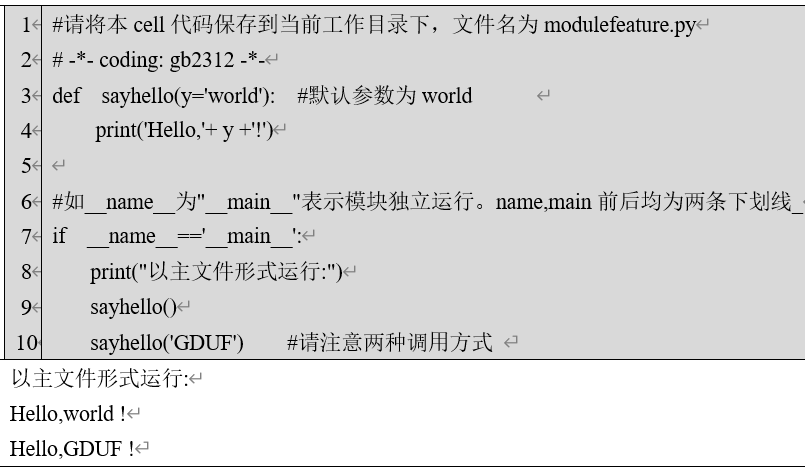 1 #请将本 cell 代码保存到当前工作目录下，文件名为 modulefeature.py
2 # -*- coding: gb2312 -*-
3 def sayhello(y='world'): #默认参数为 world
4 print('Hello,'+ y +'!')
5
6 #如__name__为"__main__"表示模块独立运行。name,main 前后均为两条下划线_
7 if __name__=='__main__':
8 print("以主文件形式运行:")
9 sayhello()
10 sayhello('GDUF') #请注意两种调用方式
以主文件形式运行:
Hello,world !
Hello,GDUF !